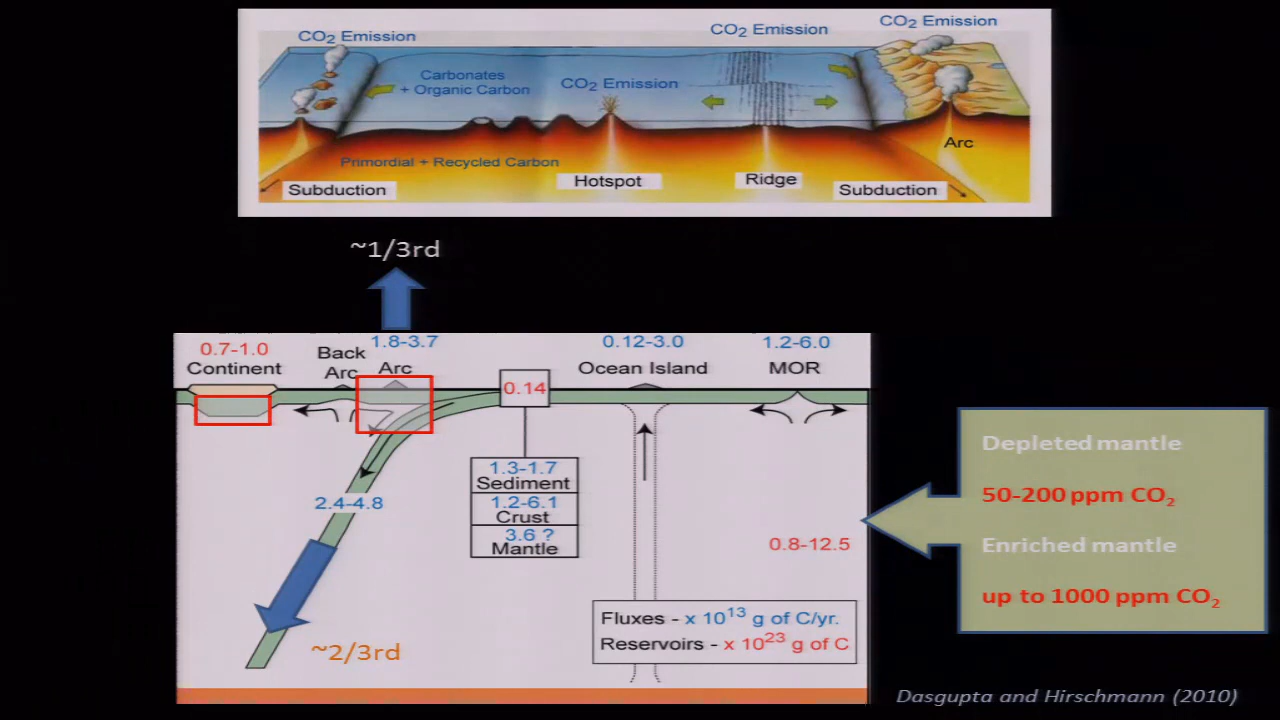 CO2 Emission
CO2 Emission
CO2 Emission
Carbonates
+ Organic Carbon
CO2 Emission
Arc
Primordial + Recycled Carbon
Subduction
Hotspot
Ridge
Subduction
~1/3rd
0.7-1.0
Continent
Back
Arc
1.8-3.7
Arc
0.14
0.12-3.0
Ocean Island
1.2-6.0
MOR
1.3-1.7
Sediment
1.2-6.1
Crust
3.6 ?
Mantle
2.4-4.8
0.8-12.5
~2/3rd
Fluxes - x 10^13 g of C/yr.
Reservoirs - x 10^23 g of C
Depleted mantle
50-200 ppm CO2
Enriched mantle
up to 1000 ppm CO2
Dasgupta and Hirschmann (2010)